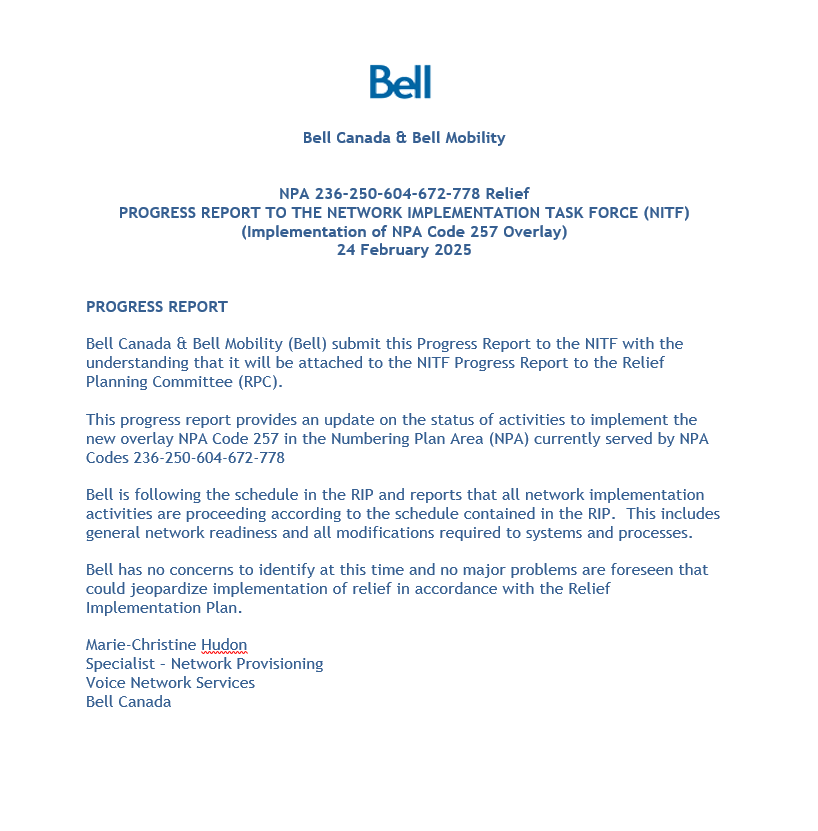 Bell
Bell Canada & Bell Mobility
NPA 236-250-604-672-778 Relief
PROGRESS REPORT TO THE NETWORK IMPLEMENTATION TASK FORCE (NITF)
(Implementation of NPA Code 257 Overlay)
24 February 2025
PROGRESS REPORT
Bell Canada & Bell Mobility (Bell) submit this Progress Report to the NITF with the
understanding that it will be attached to the NITF Progress Report to the Relief
Planning Committee (RPC).
This progress report provides an update on the status of activities to implement the
new overlay NPA Code 257 in the Numbering Plan Area (NPA) currently served by NPA
Codes 236-250-604-672-778
Bell is following the schedule in the RIP and reports that all network implementation
activities are proceeding according to the schedule contained in the RIP.  This includes
general network readiness and all modifications required to systems and processes.
Bell has no concerns to identify at this time and no major problems are foreseen that
could jeopardize implementation of relief in accordance with the Relief
Implementation Plan.
Marie-Christine Hudon
Specialist – Network Provisioning
Voice Network Services
Bell Canada